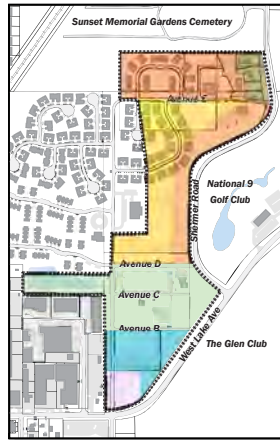 Sunset Memorial Gardens Cemetery
Avenue E
Shermer Road
National 9
Golf Club
Avenue D
Avenue C
Avenue B
West Lake Ave
The Glen Club